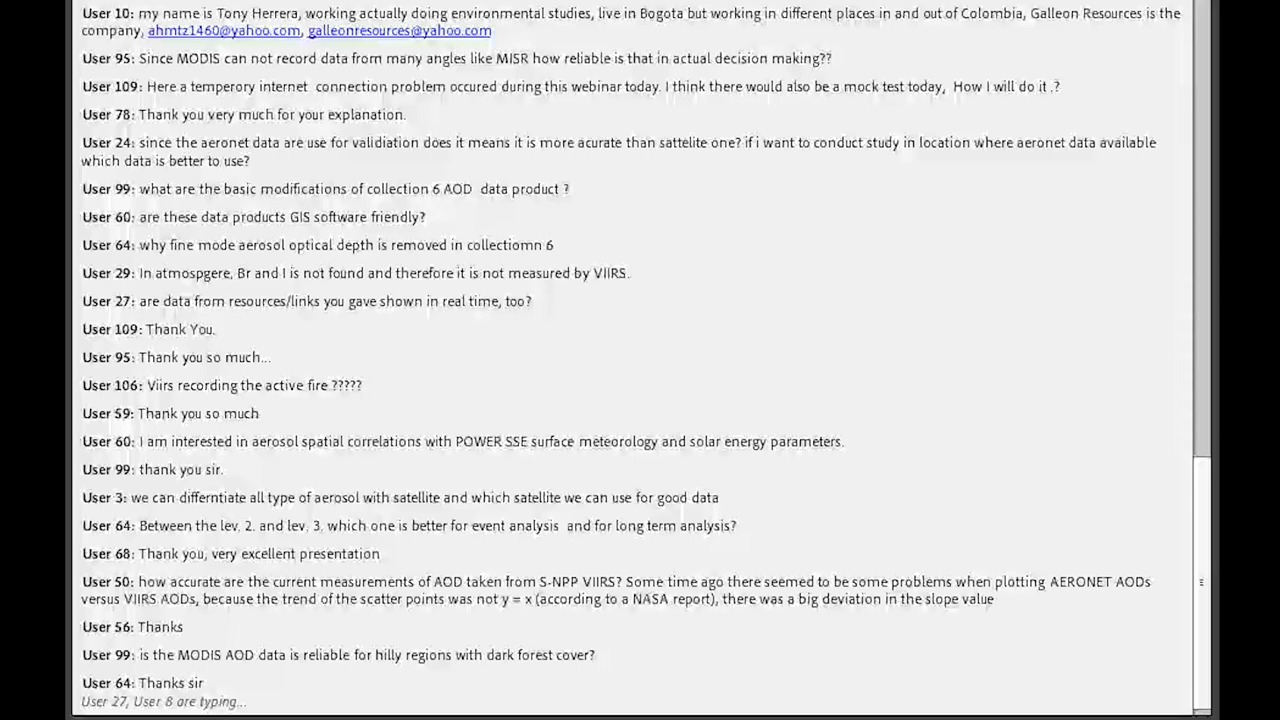 User 10: my name is Tony Herrera, working actually doing environmental studies, live in Bogota but working in different places in and out of Colombia, Galleon Resources is the
company, ahmtz1460@yahoo.com, galleonresources@yahoo.com
User 95: Since MODIS can not record data from many angles like MISR how reliable is that in actual decision making??
User 109: Here a temperory internet  connection problem occured during this webinar today. I think there would also be a mock test today,  How I will do it .?
User 78: Thank you very much for your explanation.
User 24: since the aeronet data are use for validiation does it means it is more acurate than sattelite one? if i want to conduct study in location where aeronet data available
which data is better to use?
User 99: what are the basic modifications of collection 6 AOD  data product ?
User 60: are these data products GIS software friendly?
User 64: why fine mode aerosol optical depth is removed in collectiomn 6
User 29: In atmospgere, Br and I is not found and therefore it is not measured by VIIRS.
User 27: are data from resources/links you gave shown in real time, too?
User 109: Thank You.
User 95: Thank you so much...
User 106: Viirs recording the active fire ?????
User 59: Thank you so much
User 60: I am interested in aerosol spatial correlations with POWER SSE surface meteorology and solar energy parameters.
User 99: thank you sir.
User 3: we can differntiate all type of aerosol with satellite and which satellite we can use for good data
User 64: Between the lev. 2. and lev. 3. which one is better for event analysis  and for long term analysis?
User 68: Thank you, very excellent presentation
User 50: how accurate are the current measurements of AOD taken from S-NPP VIIRS? Some time ago there seemed to be some problems when plotting AERONET AODs
versus VIIRS AODs, because the trend of the scatter points was not y = x (according to a NASA report), there was a big deviation in the slope value
User 56: Thanks
User 99: is the MODIS AOD data is reliable for hilly regions with dark forest cover?
User 64: Thanks sir
User 27, User 8 are typing...